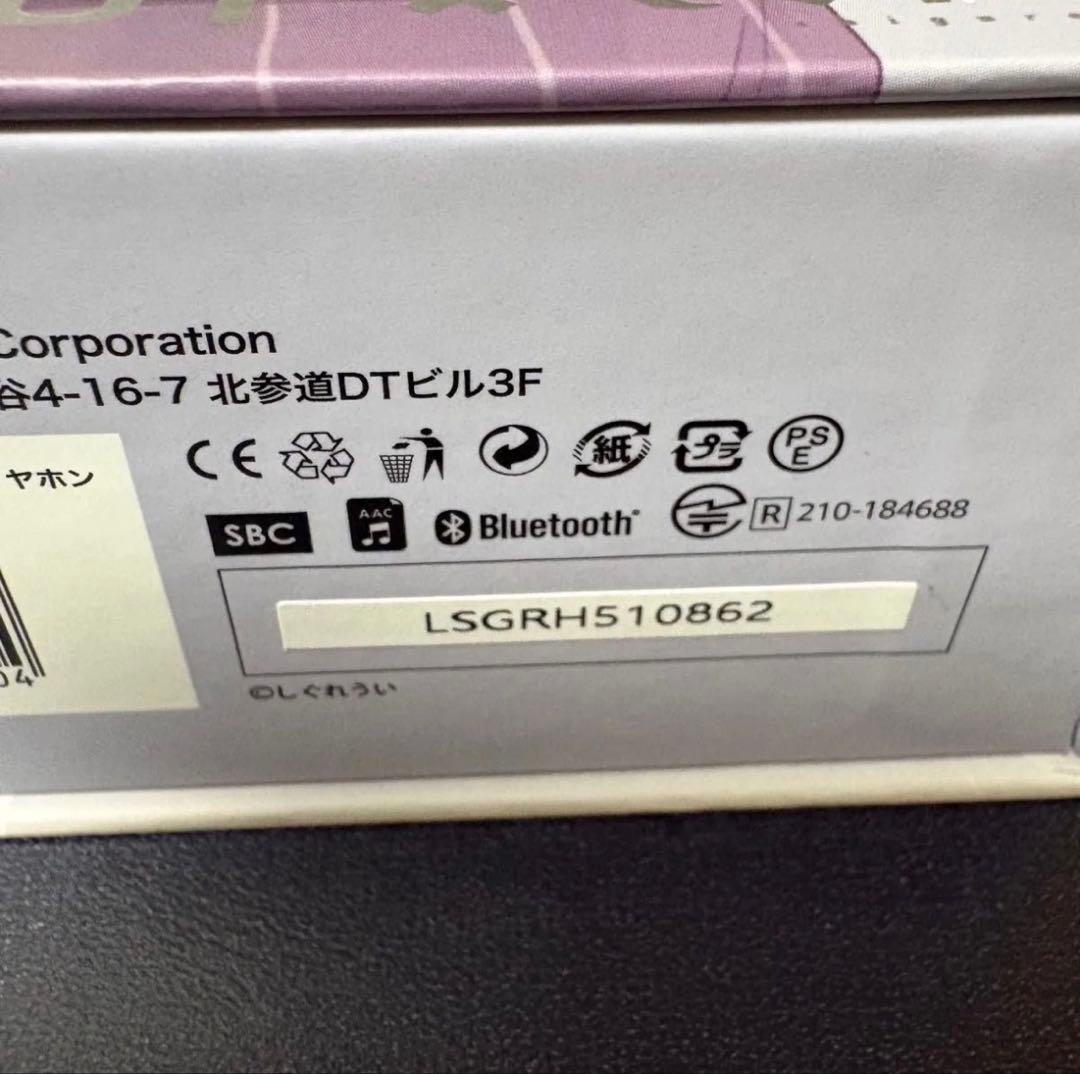 Corporation
谷4-16-7 北参道DTビル3F
ヤホン
CE
紙
プラ
PSE
SBC
AAC
Bluetooth®
R 210-184688
LSGRH510862
04
©しぐれうい